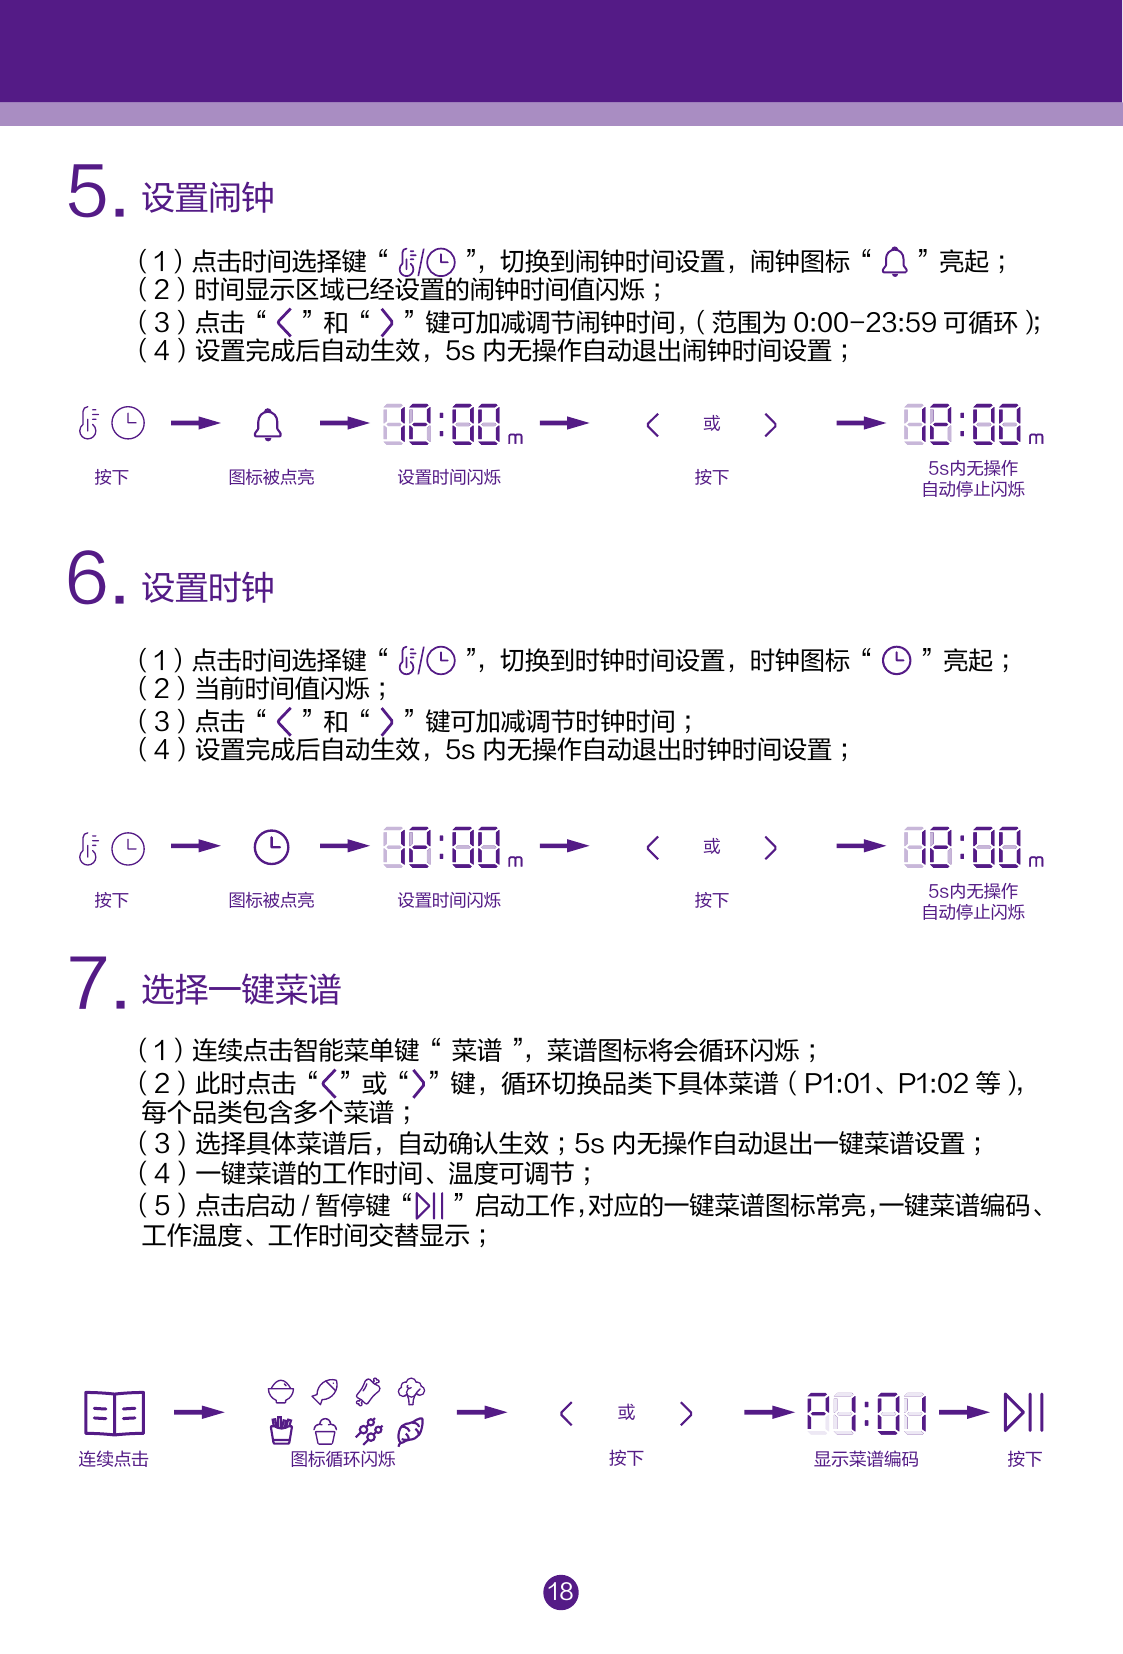 5. 设置闹钟
（1）点击时间选择键“ ”，切换到闹钟时间设置，闹钟图标“ ”亮起；
（2）时间显示区域已经设置的闹钟时间值闪烁；
（3）点击“〈”和“〉”键可加减调节闹钟时间，（范围为 0:00-23:59 可循环）；
（4）设置完成后自动生效，5s 内无操作自动退出闹钟时间设置；
12:00 m 〈 或 〉 12:00 m
按下 图标被点亮 设置时间闪烁 按下 5s内无操作
自动停止闪烁
6. 设置时钟
（1）点击时间选择键“ ”，切换到时钟时间设置，时钟图标“ ”亮起；
（2）当前时间值闪烁；
（3）点击“〈”和“〉”键可加减调节时钟时间；
（4）设置完成后自动生效，5s 内无操作自动退出时钟时间设置；
12:00 m 〈 或 〉 12:00 m
按下 图标被点亮 设置时间闪烁 按下 5s内无操作
自动停止闪烁
7. 选择一键菜谱
（1）连续点击智能菜单键“ 菜谱 ”，菜谱图标将会循环闪烁；
（2）此时点击“〈”或“〉”键，循环切换品类下具体菜谱（P1:01、P1:02 等），
每个品类包含多个菜谱；
（3）选择具体菜谱后，自动确认生效；5s 内无操作自动退出一键菜谱设置；
（4）一键菜谱的工作时间、温度可调节；
（5）点击启动 / 暂停键“ ”启动工作，对应的一键菜谱图标常亮，一键菜谱编码、
工作温度、工作时间交替显示；
〈 或 〉 P1:01
连续点击 图标循环闪烁 按下 显示菜谱编码 按下
18